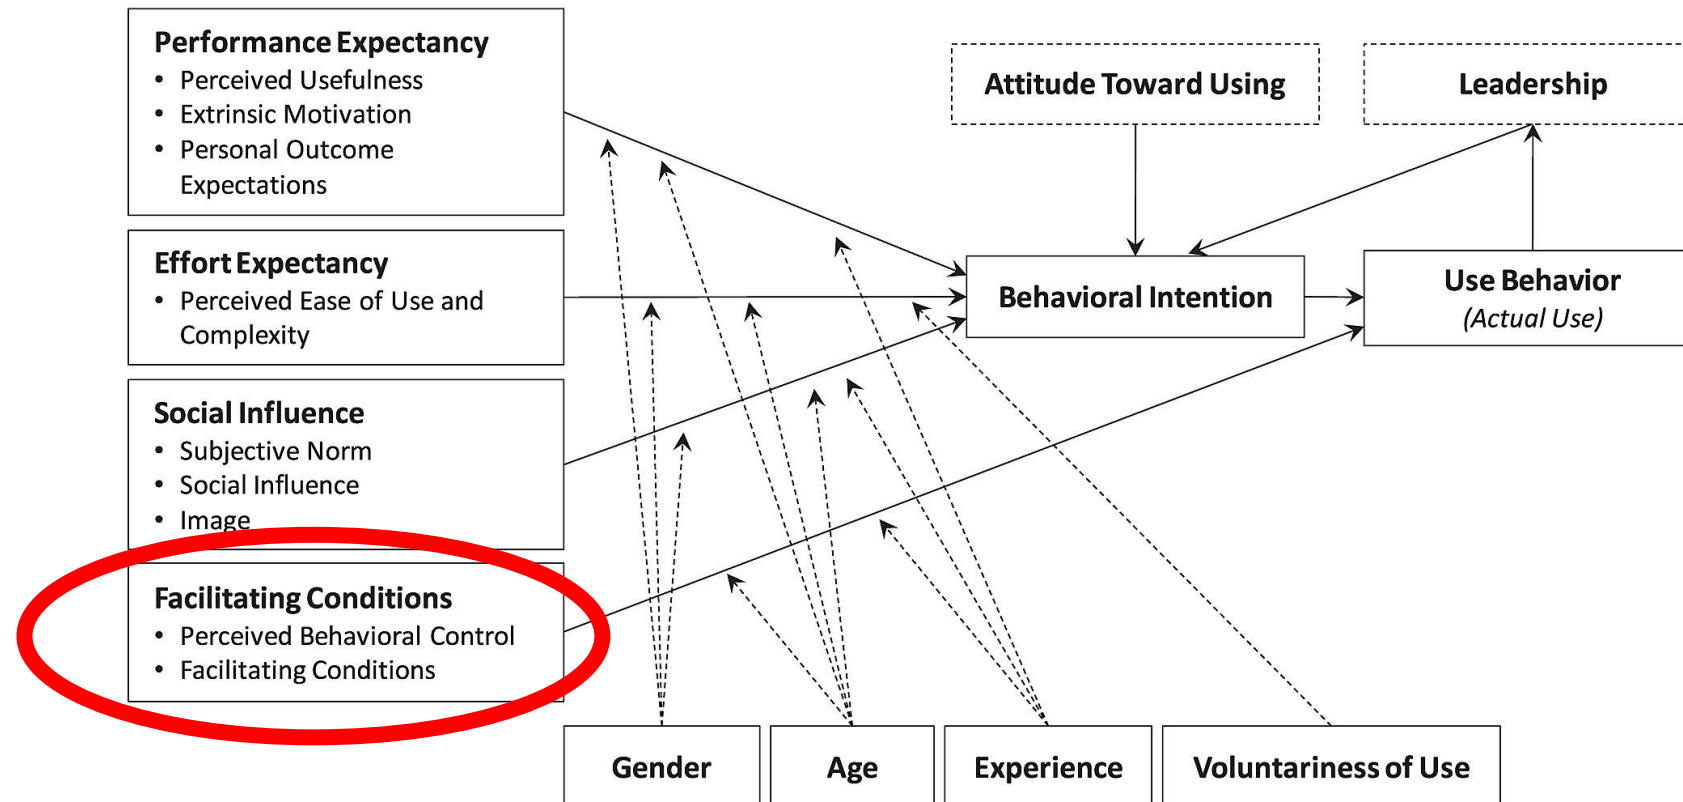 Performance Expectancy
• Perceived Usefulness
• Extrinsic Motivation
• Personal Outcome
Expectations
Effort Expectancy
• Perceived Ease of Use and
Complexity
Social Influence
• Subjective Norm
• Social Influence
• Image
Facilitating Conditions
• Perceived Behavioral Control
• Facilitating Conditions
Attitude Toward Using
Leadership
Behavioral Intention
Use Behavior
(Actual Use)
Gender
Age
Experience
Voluntariness of Use